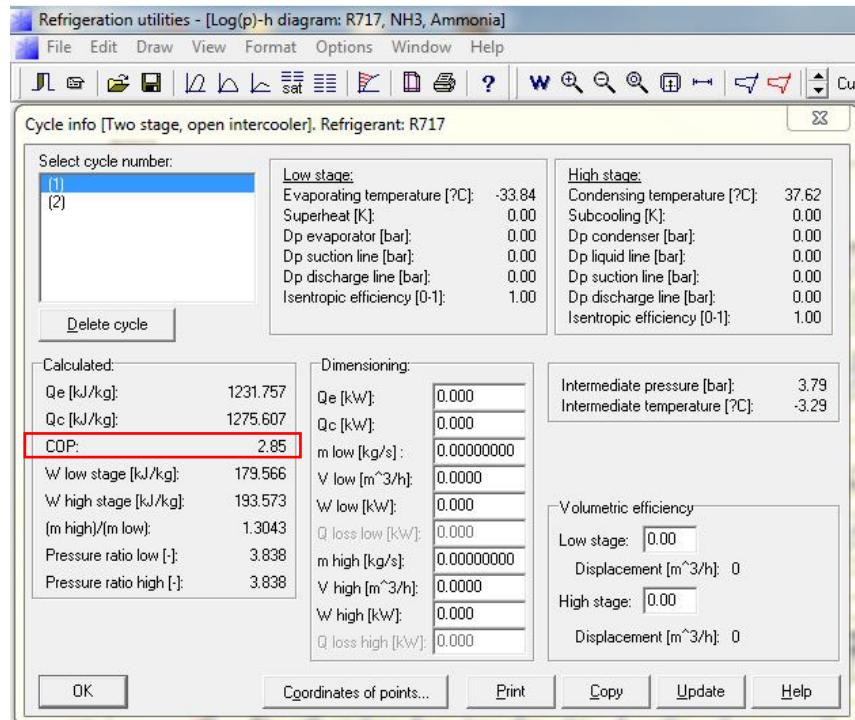 Refrigeration utilities - [Log(p)-h diagram: R717, NH3, Ammonia]
File Edit Draw View Format Options Window Help
sat ? W Cu
Cycle info [Two stage, open intercooler]. Refrigerant: R717
Select cycle number:
(1)
(2)
Delete cycle
Low stage:
Evaporating temperature [?C]: -33.84
Superheat [K]: 0.00
Dp evaporator [bar]: 0.00
Dp suction line [bar]: 0.00
Dp discharge line [bar]: 0.00
Isentropic efficiency [0-1]: 1.00
High stage:
Condensing temperature [?C]: 37.62
Subcooling [K]: 0.00
Dp condenser [bar]: 0.00
Dp liquid line [bar]: 0.00
Dp suction line [bar]: 0.00
Dp discharge line [bar]: 0.00
Isentropic efficiency [0-1]: 1.00
Calculated:
Qe [kJ/kg]: 1231.757
Qc [kJ/kg]: 1275.607
COP: 2.85
W low stage [kJ/kg]: 179.566
W high stage [kJ/kg]: 193.573
(m high)/(m low): 1.3043
Pressure ratio low [-]: 3.838
Pressure ratio high [-]: 3.838
Dimensioning:
Qe [kW]: 0.000
Qc [kW]: 0.000
m low [kg/s] : 0.00000000
V low [m^3/h]: 0.0000
W low [kW]: 0.000
Q loss low [kW]: 0.000
m high [kg/s]: 0.00000000
V high [m^3/h]: 0.0000
W high [kW]: 0.000
Q loss high [kW]: 0.000
Intermediate pressure [bar]: 3.79
Intermediate temperature [?C]: -3.29
Volumetric efficiency
Low stage: 0.00
Displacement [m^3/h]: 0
High stage: 0.00
Displacement [m^3/h]: 0
OK Coordinates of points... Print Copy Update Help